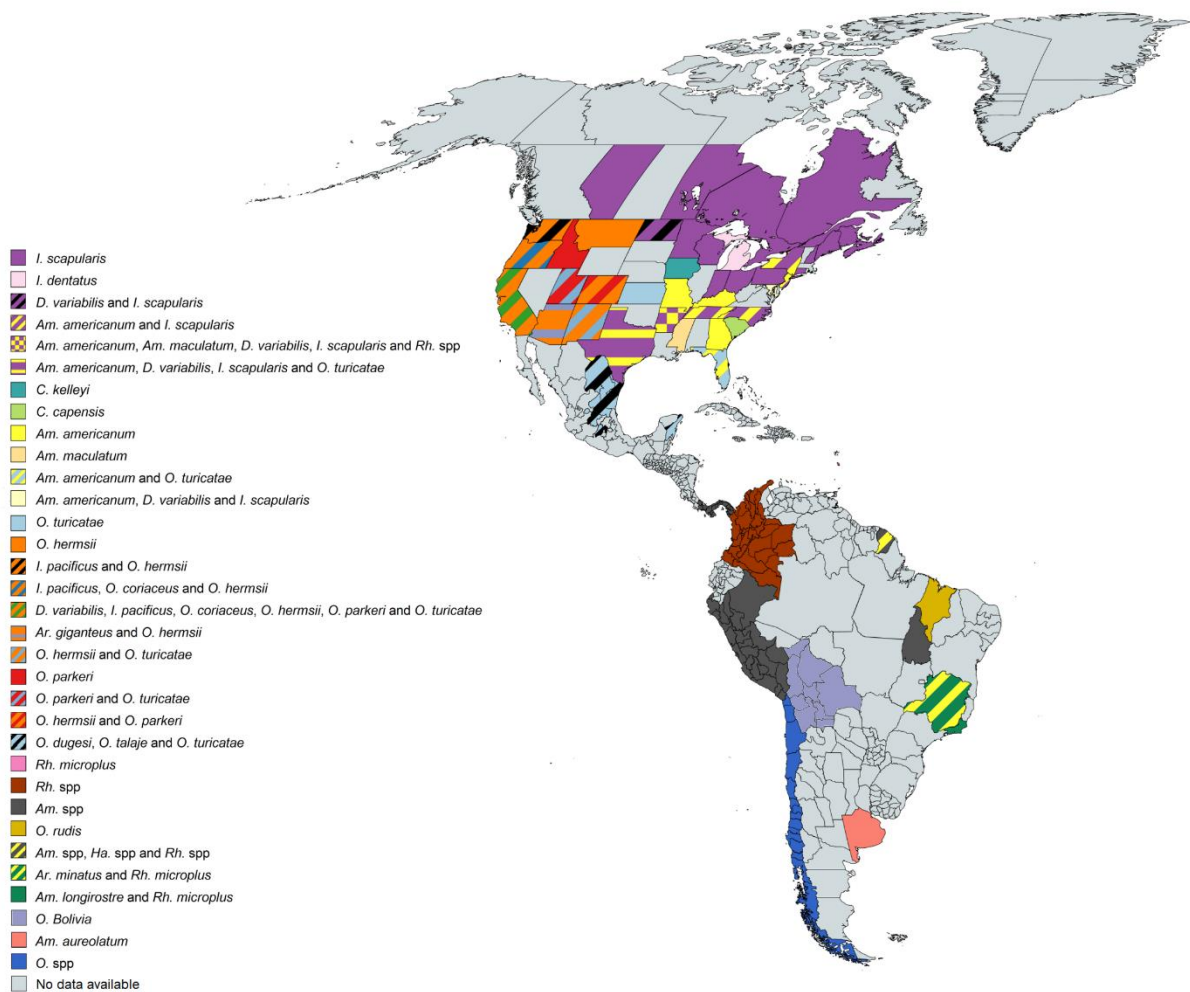 I. scapularis
I. dentatus
D. variabilis and I. scapularis
Am. americanum and I. scapularis
Am. americanum, Am. maculatum, D. variabilis, I. scapularis and Rh. spp
Am. americanum, D. variabilis, I. scapularis and O. turicatae
C. kelleyi
C. capensis
Am. americanum
Am. maculatum
Am. americanum and O. turicatae
Am. americanum, D. variabilis and I. scapularis
O. turicatae
O. hermsii
I. pacificus and O. hermsii
I. pacificus, O. coriaceus and O. hermsii
D. variabilis, I. pacificus, O. coriaceus, O. hermsii, O. parkeri and O. turicatae
Ar. giganteus and O. hermsii
O. hermsii and O. turicatae
O. parkeri
O. parkeri and O. turicatae
O. hermsii and O. parkeri
O. dugesi, O. talaje and O. turicatae
Rh. microplus
Rh. spp
Am. spp
O. rudis
Am. spp, Ha. spp and Rh. spp
Ar. minatus and Rh. microplus
Am. longirostre and Rh. microplus
O. Bolivia
Am. aureolatum
O. spp
No data available